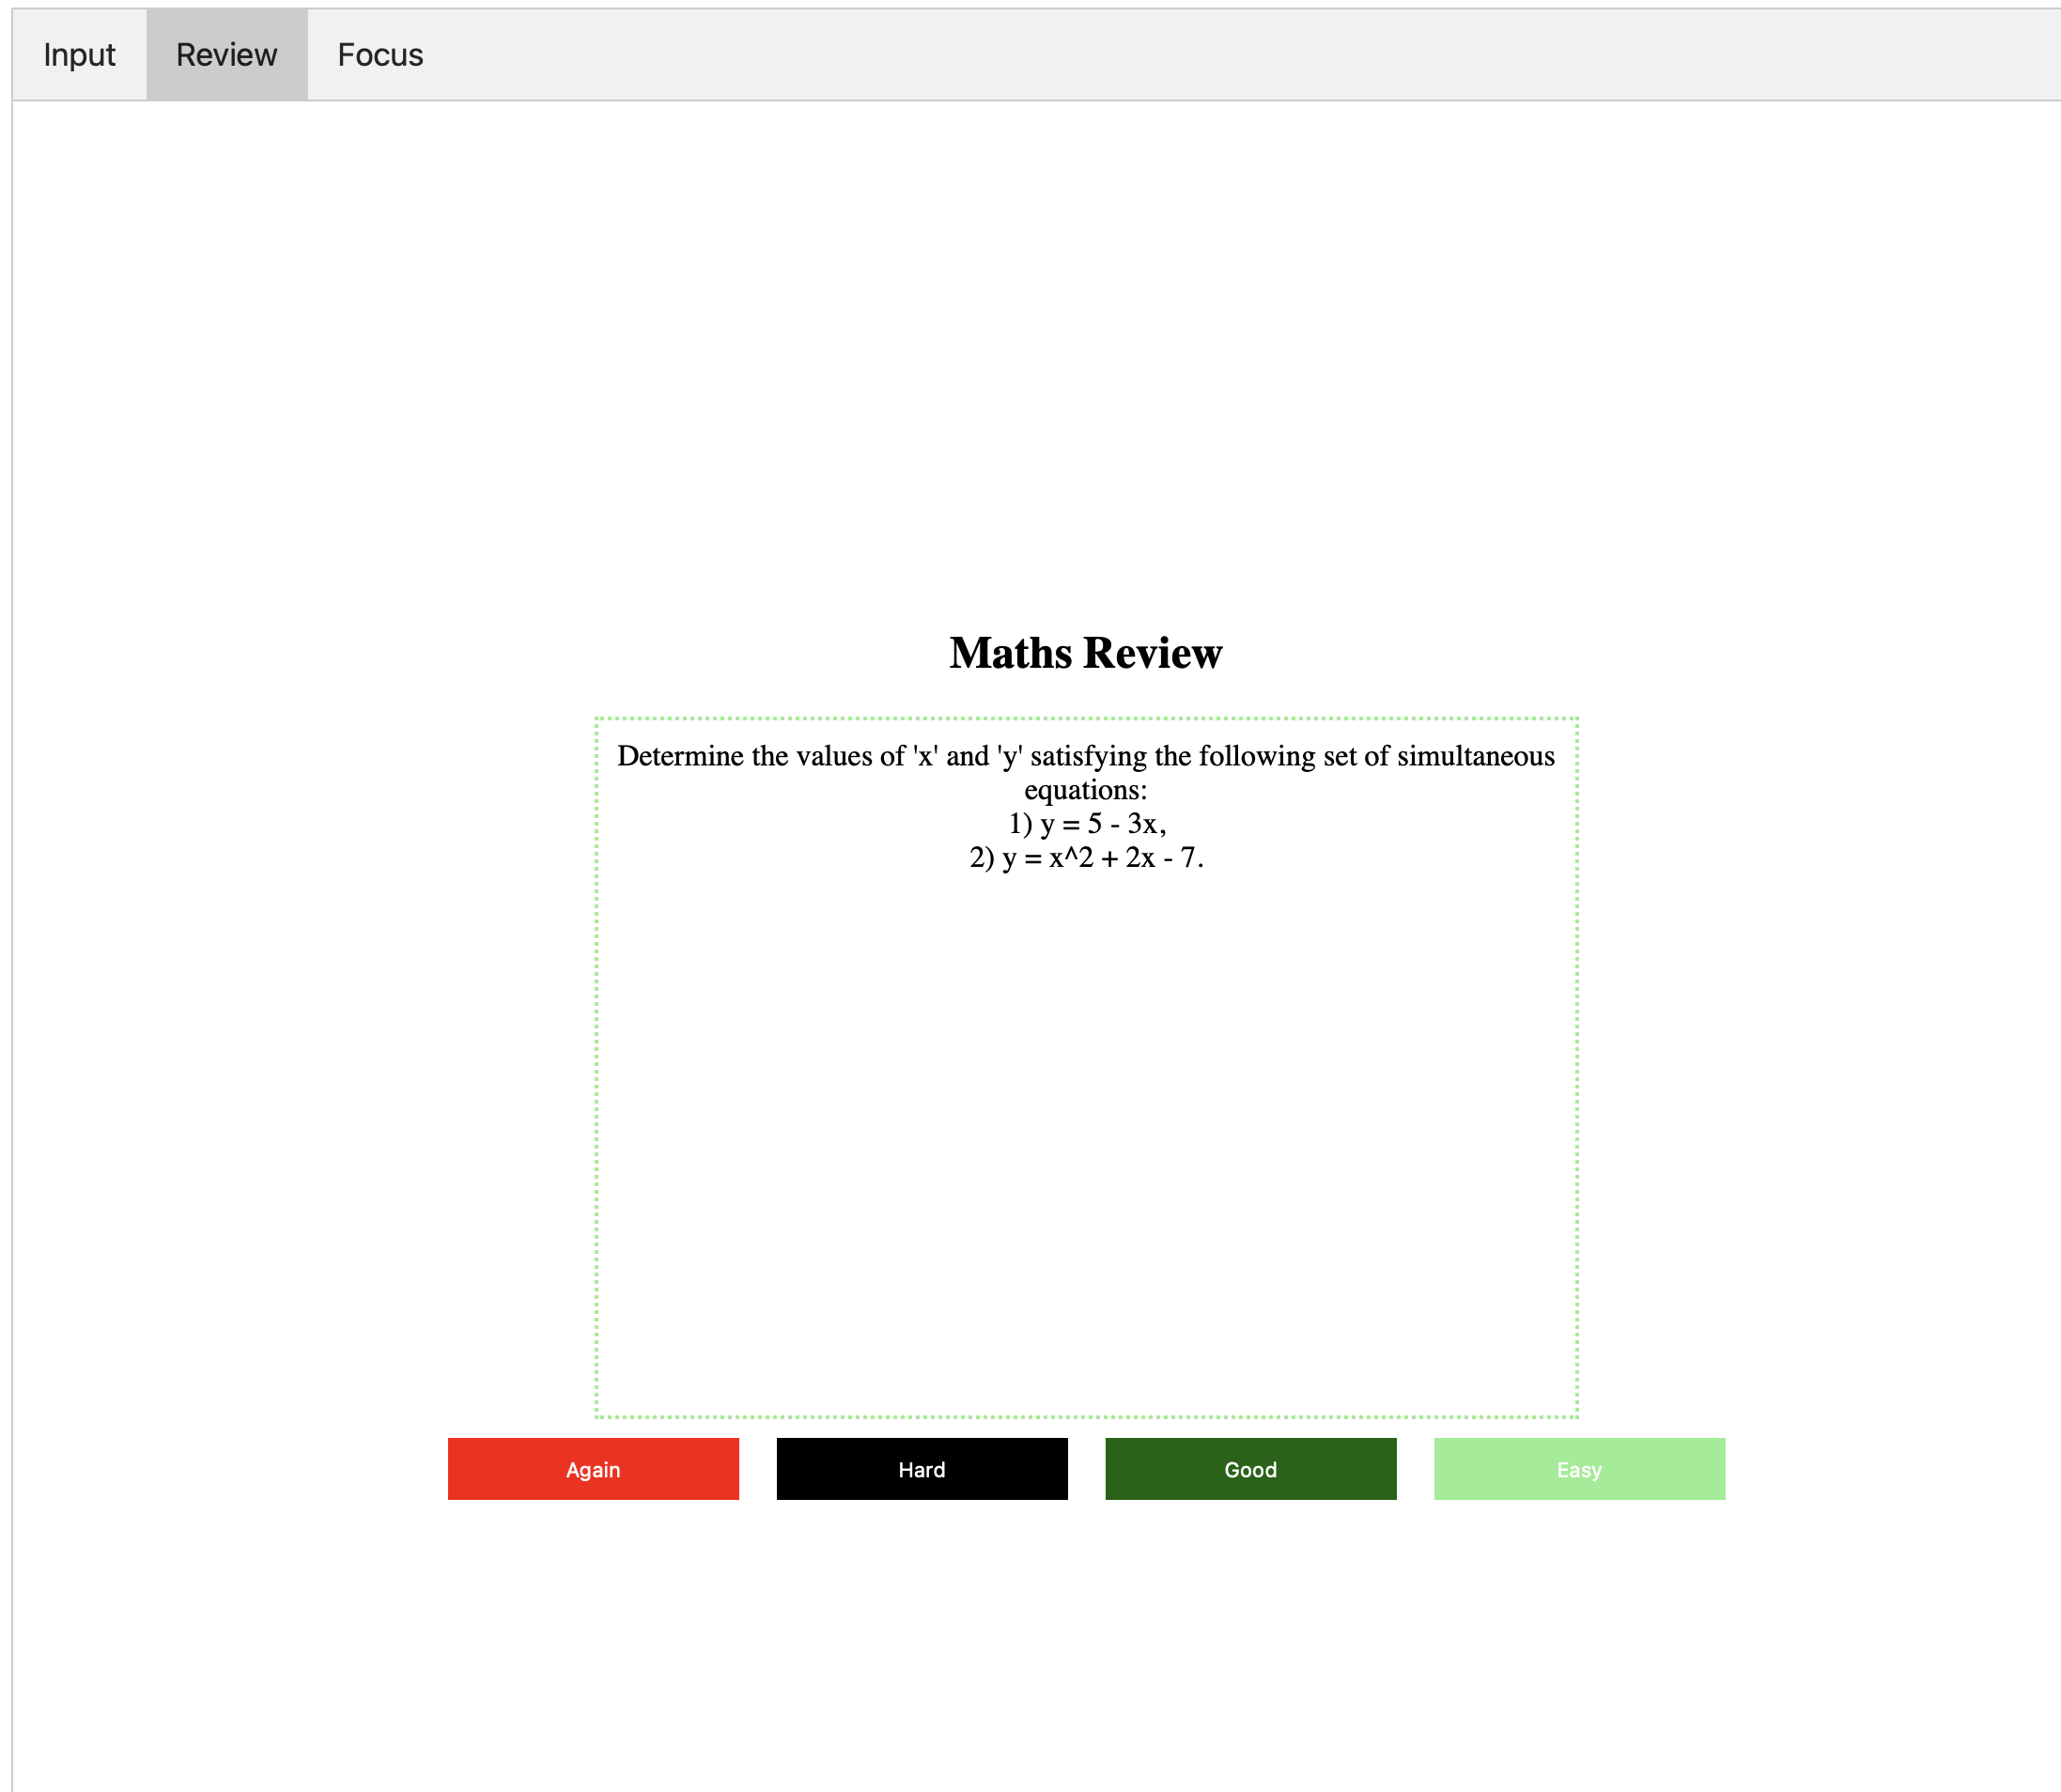 Input Review Focus
Maths Review
Determine the values of 'x' and 'y' satisfying the following set of simultaneous
equations:
1) y = 5 - 3x,
2) y = x^2 + 2x - 7.
Again Hard Good Easy